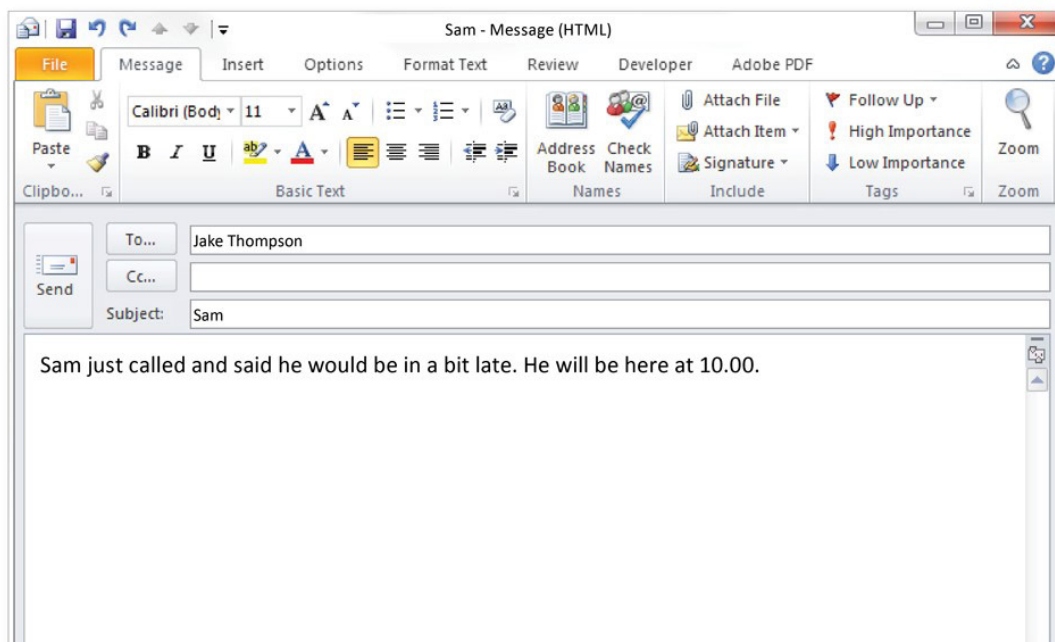 Sam - Message (HTML)
File Message Insert Options Format Text Review Developer Adobe PDF
Calibri (Body 11
Attach File
Follow Up
Attach Item
High Importance
Paste
B I U
Address Book
Check Names
Signature
Low Importance
Zoom
Clipbo... Basic Text Names Include Tags Zoom
To... Jake Thompson
Cc...
Send
Subject: Sam
Sam just called and said he would be in a bit late. He will be here at 10.00.